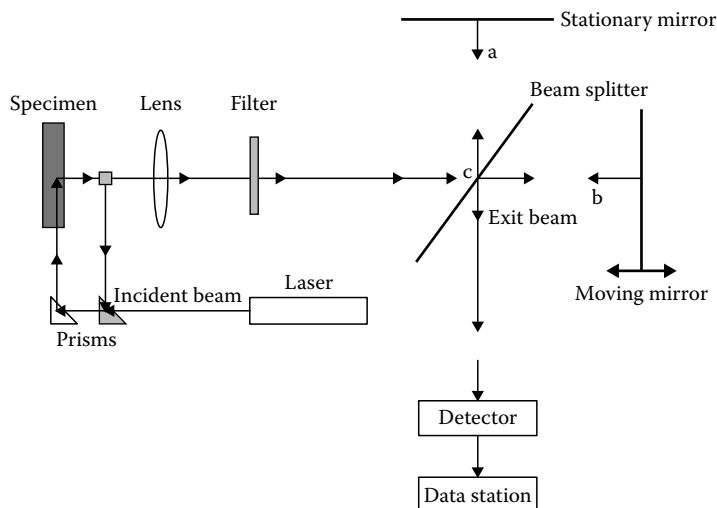 Stationary mirror
a
Beam splitter
Specimen
Lens
Filter
c
b
Exit beam
Moving mirror
Incident beam
Laser
Prisms
Detector
Data station